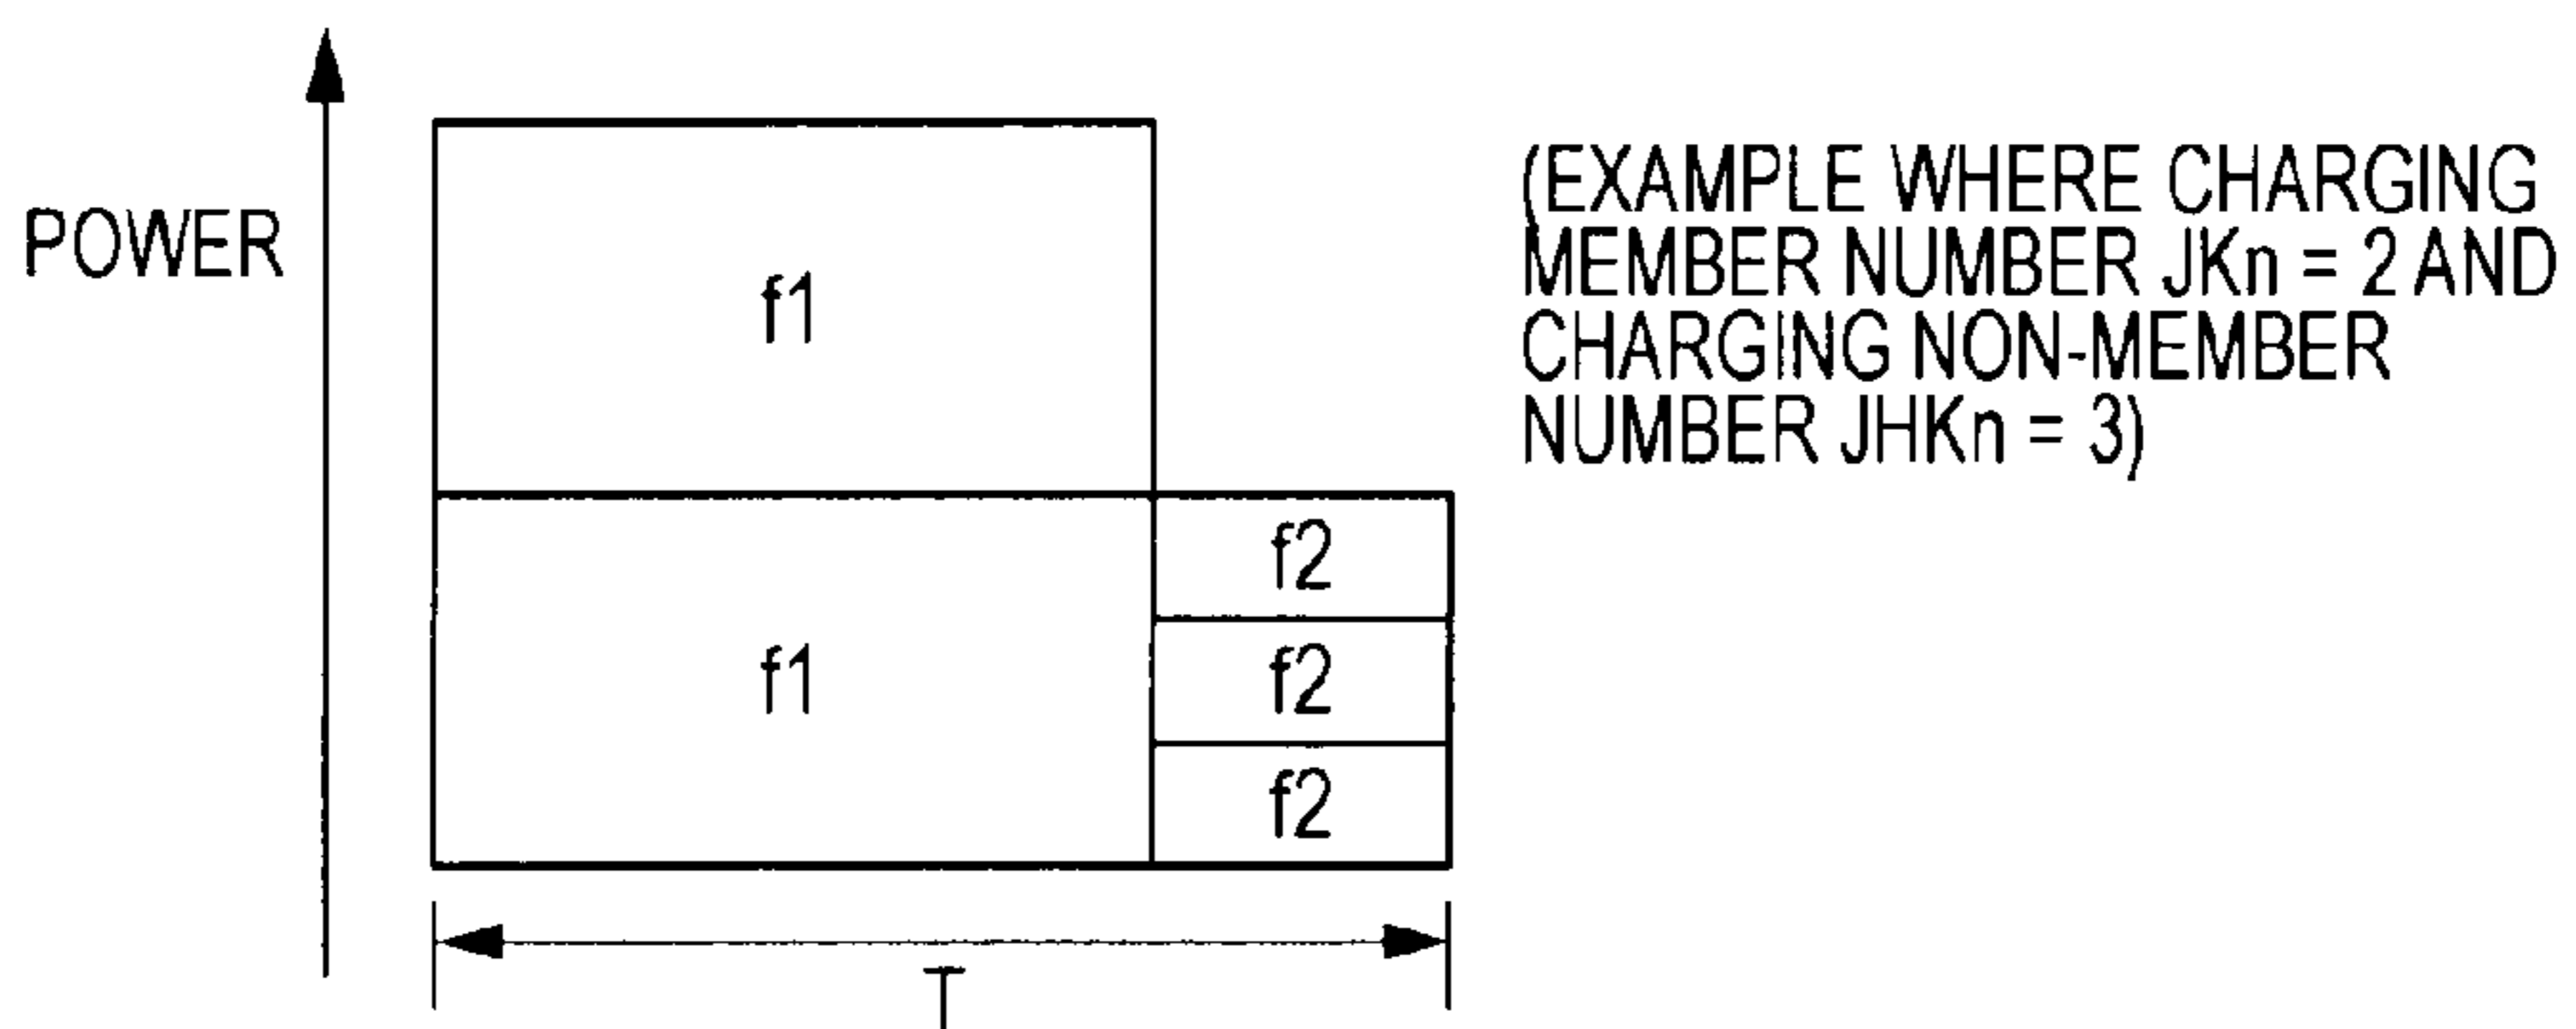 POWER
(EXAMPLE WHERE CHARGING
MEMBER NUMBER JKn = 2 AND
CHARGING NON-MEMBER
NUMBER JHKn = 3)
f1
f2
f1
f2
f2
T